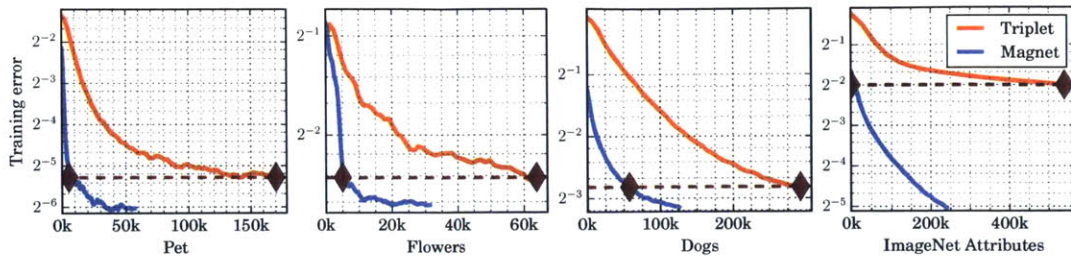 Training error
2^-2
2^-3
2^-4
2^-5
2^-6
0k 50k 100k 150k
Pet
2^-1
2^-2
0k 20k 40k 60k
Flowers
2^-1
2^-2
2^-3
0k 100k 200k
Dogs
2^-1
2^-2
2^-3
2^-4
2^-5
0k 200k 400k
ImageNet Attributes
Triplet
Magnet